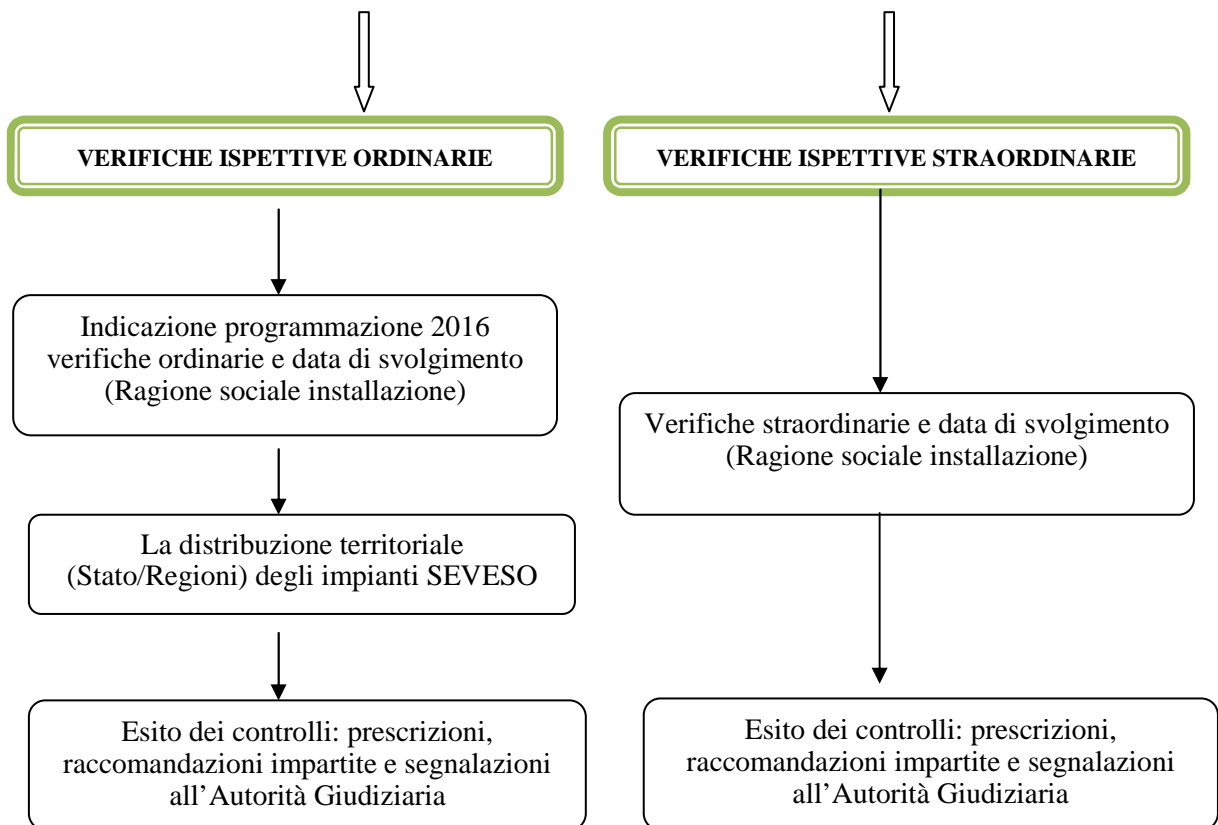 VERIFICHE ISPETTIVE ORDINARIE
Indicazione programmazione 2016
verifiche ordinarie e data di svolgimento
(Ragione sociale installazione)
La distribuzione territoriale
(Stato/Regioni) degli impianti SEVESO
Esito dei controlli: prescrizioni,
raccomandazioni impartite e segnalazioni
all’Autorità Giudiziaria
VERIFICHE ISPETTIVE STRAORDINARIE
Verifiche straordinarie e data di svolgimento
(Ragione sociale installazione)
Esito dei controlli: prescrizioni,
raccomandazioni impartite e segnalazioni
all’Autorità Giudiziaria